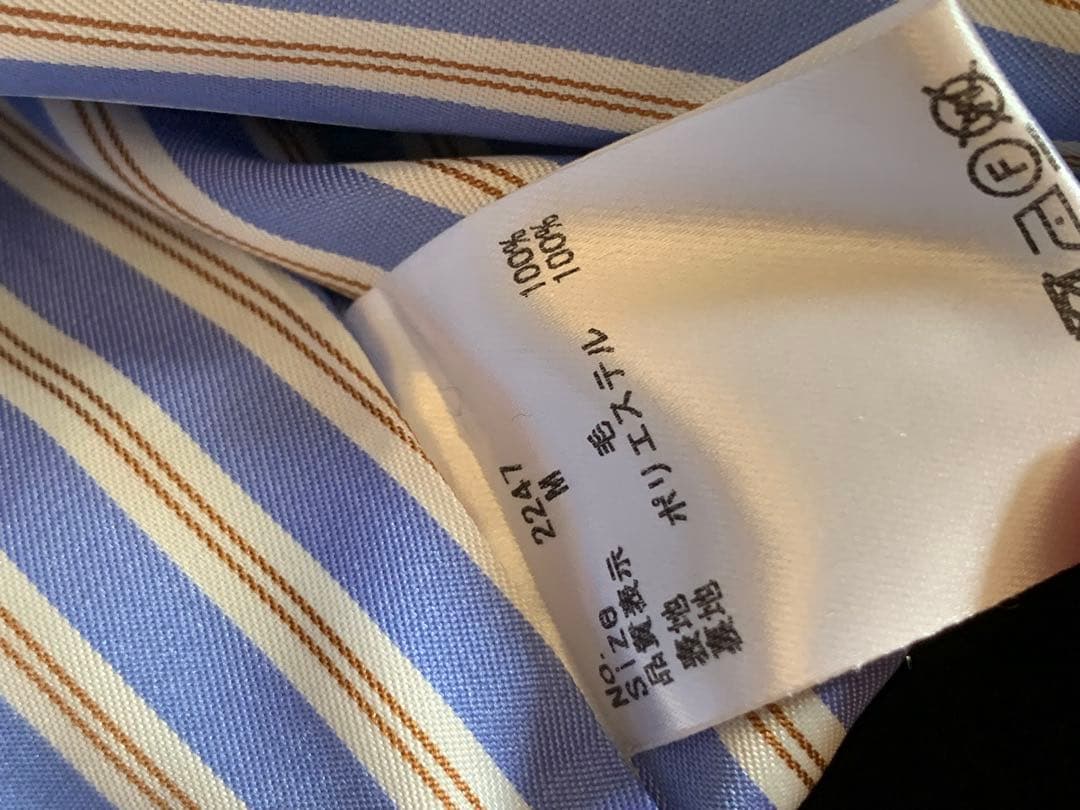 No. 2247
Size M
品質表示
表地 毛 100%
裏地 ポリエステル 100%
F